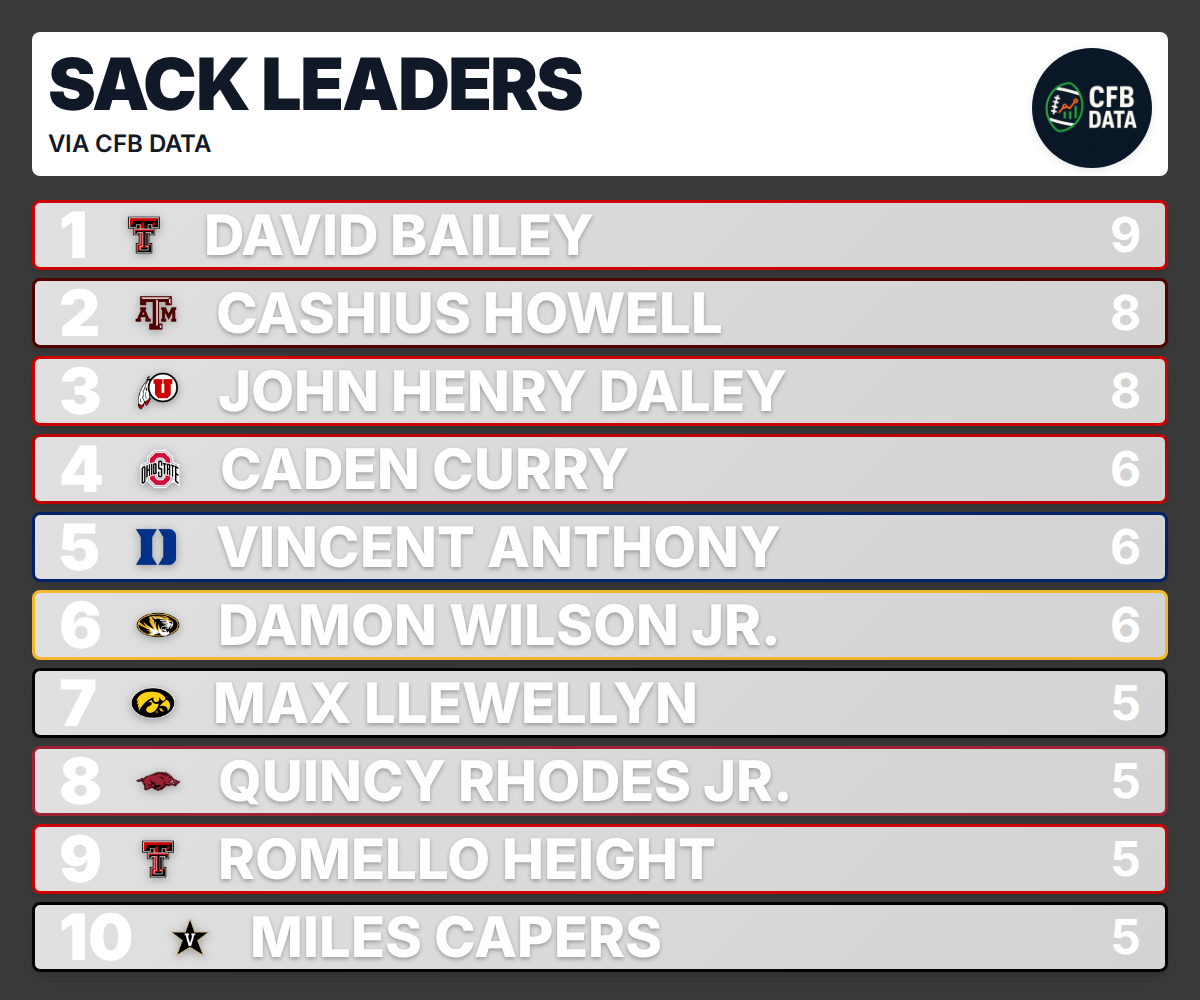 SACK LEADERS
VIA CFB DATA
CFB
DATA
1 T DAVID BAILEY 9
2 ATM CASHIUS HOWELL 8
3 U JOHN HENRY DALEY 8
4 OHIO STATE CADEN CURRY 6
5 D VINCENT ANTHONY 6
6 DAMON WILSON JR. 6
7 MAX LLEWELLYN 5
8 QUINCY RHODES JR. 5
9 T ROMELLO HEIGHT 5
10 V MILES CAPERS 5